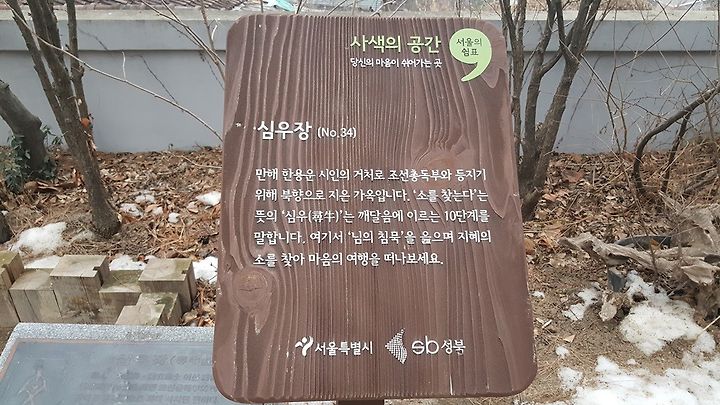 사색의 공간
당신의 마음이 쉬어가는 곳
서울의
쉼표
심우장 (No.34)
만해 한용운 시인의 거처로 조선총독부와 등지기
위해 북향으로 지은 가옥입니다. ‘소를 찾는다’는
뜻의 ‘심우(尋牛)’는 깨달음에 이르는 10단계를
말합니다. 여기서 ‘님의 침묵’을 읊으며 지혜의
소를 찾아 마음의 여행을 떠나보세요.
서울특별시
sb성북